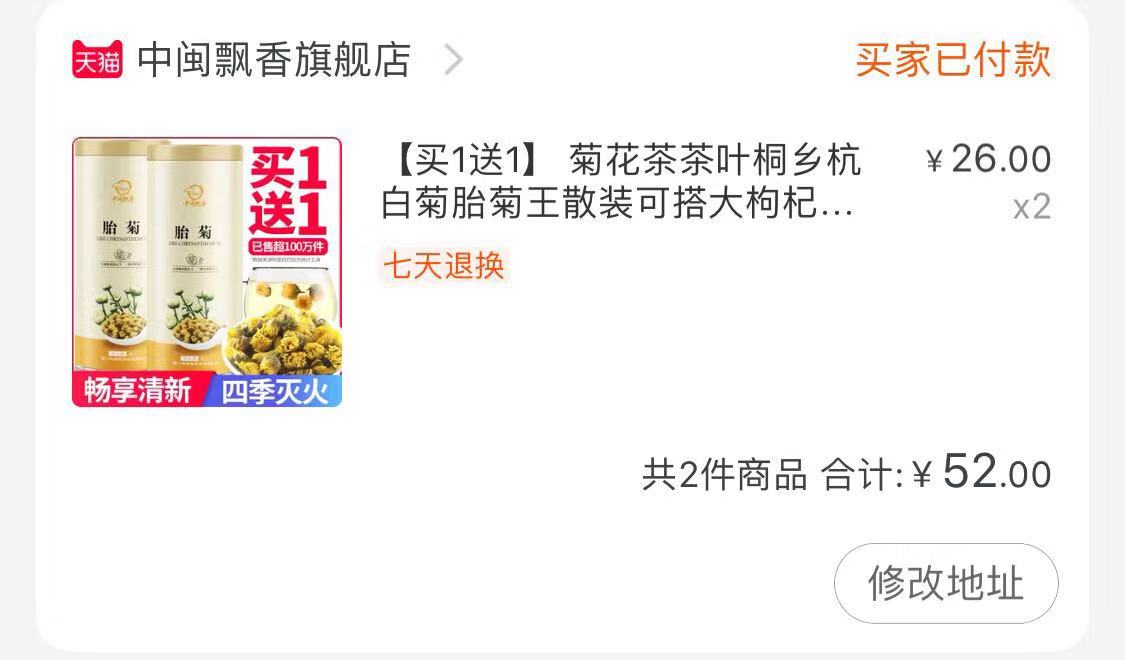 天猫 中闽飘香旗舰店 > 买家已付款
【买1送1】 菊花茶茶叶桐乡杭 ¥26.00
白菊胎菊王散装可搭大枸杞... x2
七天退换
买1
送1
已售超100万件
胎菊
胎菊
畅享清新 四季灭火
共2件商品 合计:¥52.00
修改地址